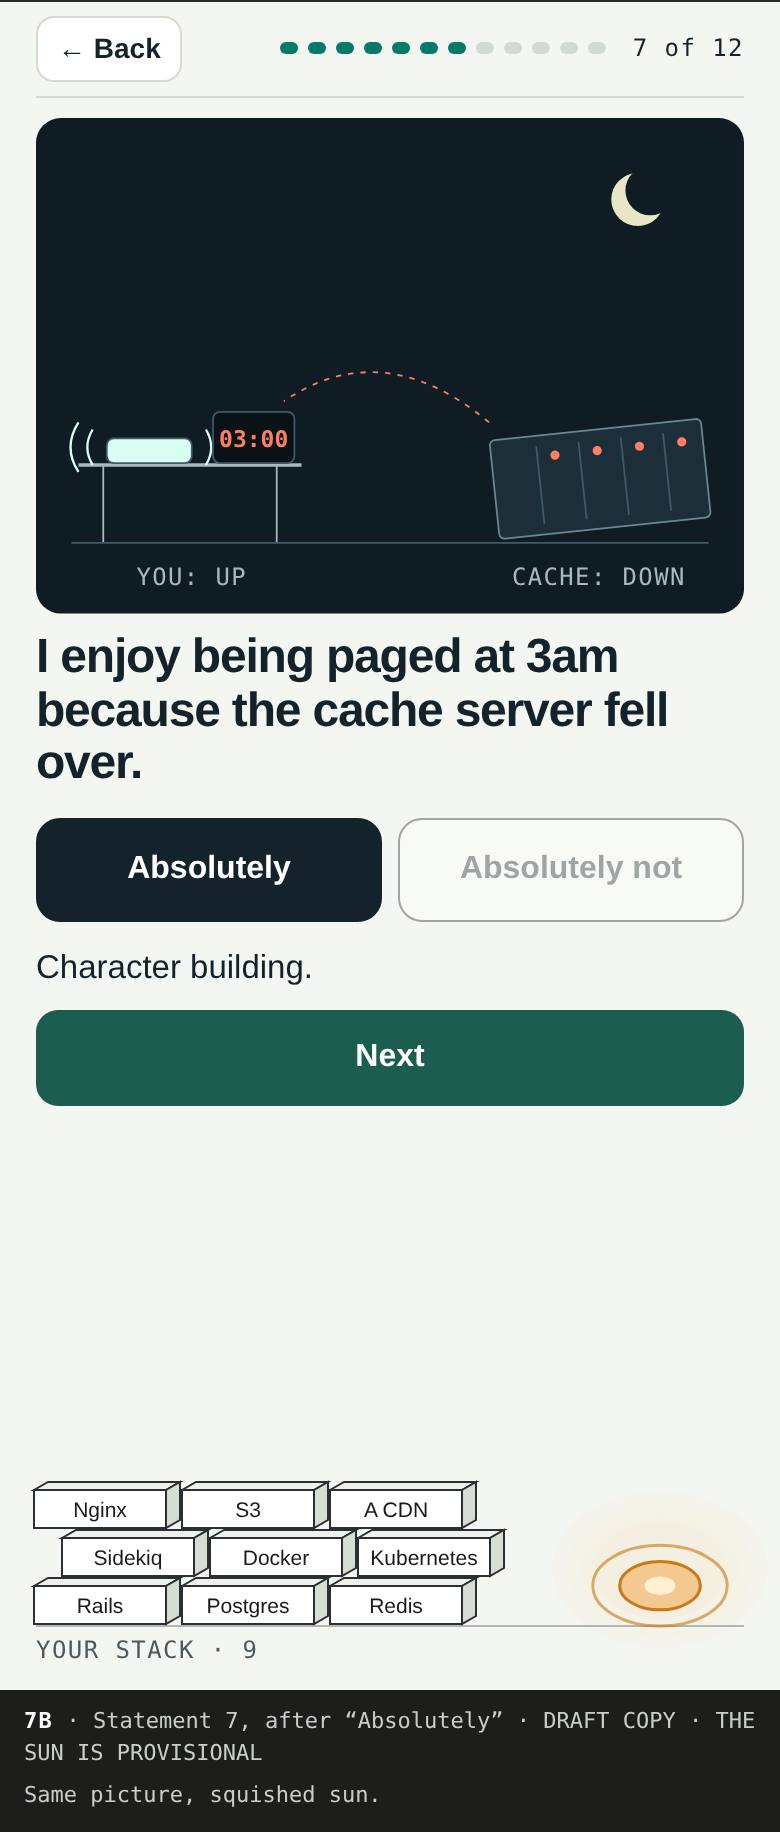 ← Back
7 of 12
03:00
YOU: UP
CACHE: DOWN
I enjoy being paged at 3am
because the cache server fell
over.
Absolutely
Absolutely not
Character building.
Next
Nginx
S3
A CDN
Sidekiq
Docker
Kubernetes
Rails
Postgres
Redis
YOUR STACK · 9
7B · Statement 7, after “Absolutely” · DRAFT COPY · THE
SUN IS PROVISIONAL
Same picture, squished sun.